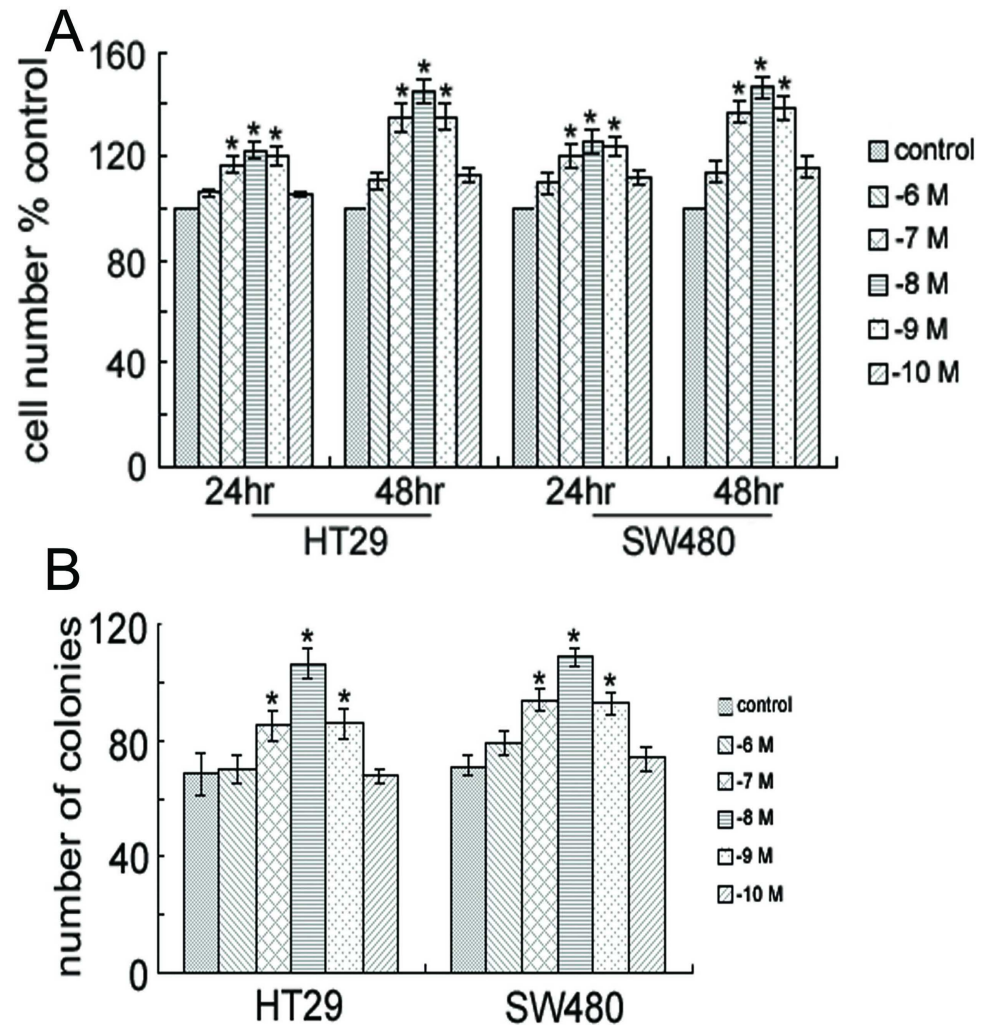 A
cell number % control
160
120
80
40
0
* * * * * * * * * * * *
24hr 48hr 24hr 48hr
HT29 SW480
control
-6 M
-7 M
-8 M
-9 M
-10 M
B
number of colonies
120
80
40
0
* * * * * *
HT29 SW480
control
-6 M
-7 M
-8 M
-9 M
-10 M